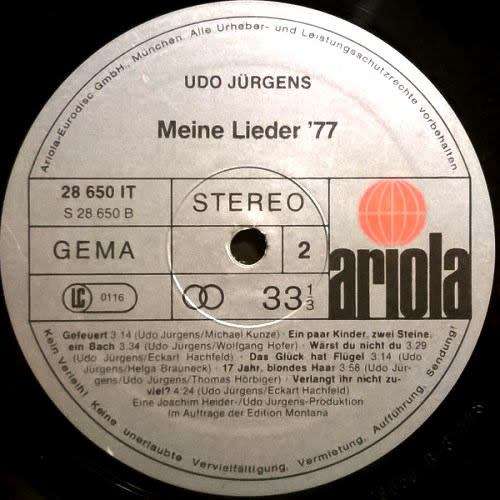 Ariola-Eurodisc GmbH., München. Alle Urheber- und Leistungsschutzrechte vorbehalten
UDO JÜRGENS
Meine Lieder '77
28 650 IT
S 28 650 B
STEREO
GEMA
2
ariola
LC
0116
33 1/3
Gefeuert 3:14 (Udo Jürgens/Michael Kunze) · Ein paar Kinder, zwei Steine,
ein Bach 3:34 (Udo Jürgens/Wolfgang Hofer) · Wärst du nicht du 3:29
(Udo Jürgens/Eckart Hachfeld) · Das Glück hat Flügel 3:14 (Udo
Jürgens/Helga Brauneck) · 17 Jahr, blondes Haar 3:58 (Udo Jür-
gens/Udo Jürgens/Thomas Hörbiger) · Verlangt ihr nicht zu-
viel? 4:24 (Udo Jürgens/Eckart Hachfeld)
Eine Joachim Heider-/Udo Jürgens-Produktion
im Auftrage der Edition Montana
Kein Verleih! Keine unerlaubte Vervielfältigung, Vermietung, Aufführung, Sendung!